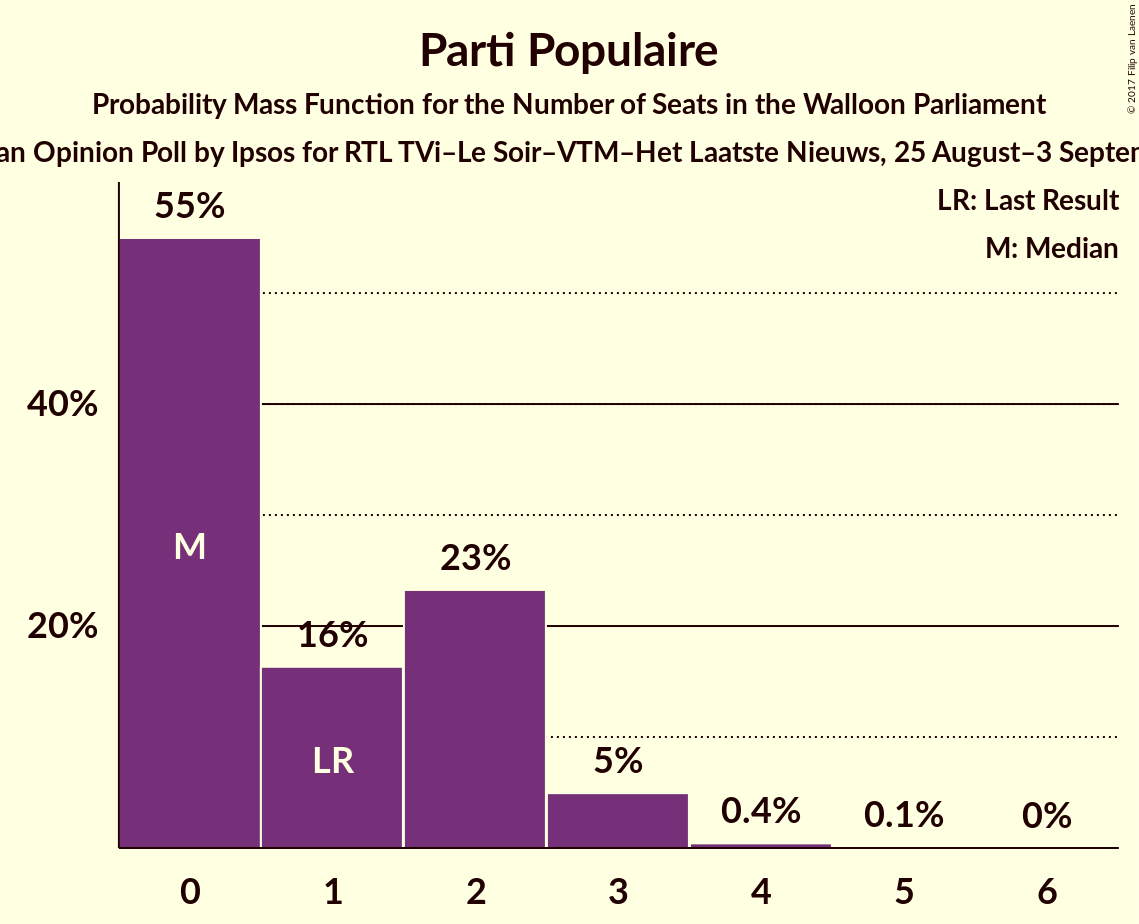 Parti Populaire
Probability Mass Function for the Number of Seats in the Walloon Parliament
an Opinion Poll by Ipsos for RTL TVi–Le Soir–VTM–Het Laatste Nieuws, 25 August–3
© 2017 Filip van Laenen
LR: Last Result
M: Median
55%
40%
M
23%
20%
16%
LR
5%
0.4%
0.1%
0%
0 1 2 3 4 5 6